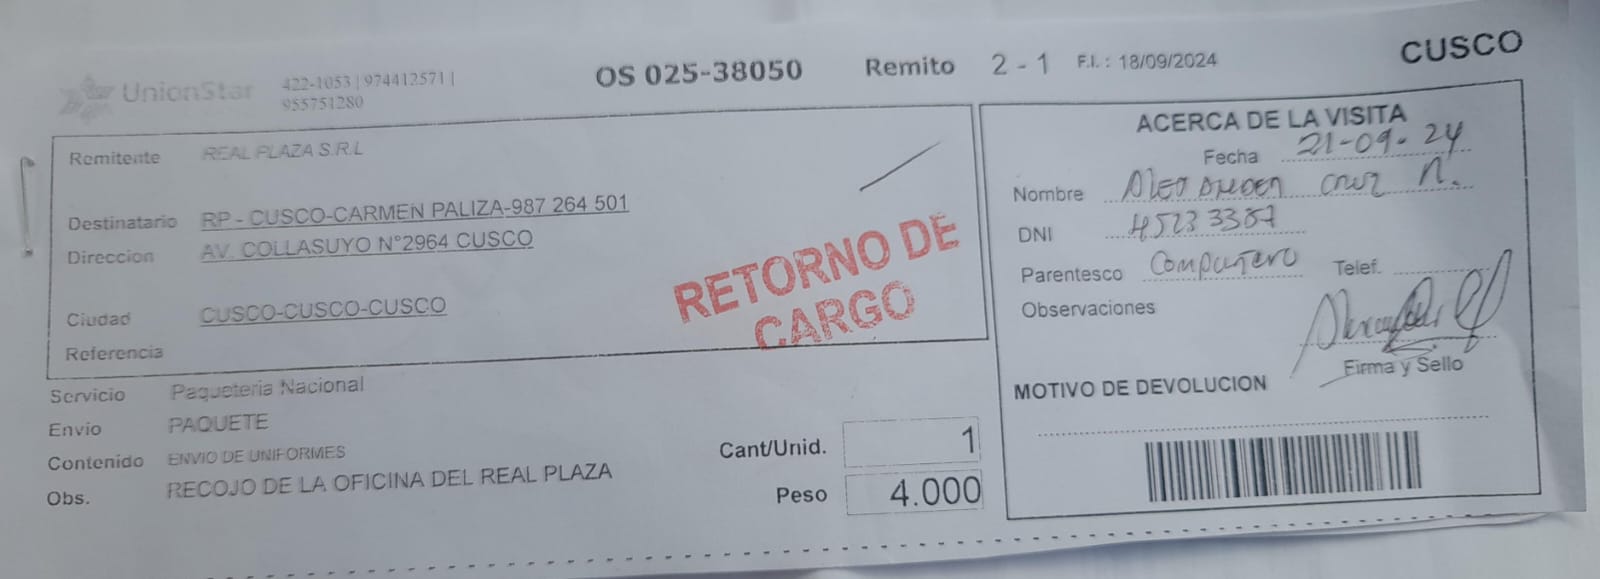 UnionStar
422-1053 | 974412571 |
955751280
OS 025-38050
Remito 2 - 1
F.I. : 18/09/2024
CUSCO
Remitente REAL PLAZA S.R.L
Destinatario RP - CUSCO-CARMEN PALIZA-987 264 501
Direccion AV. COLLASUYO N°2964 CUSCO
Ciudad CUSCO-CUSCO-CUSCO
Referencia
RETORNO DE
CARGO
Servicio Paqueteria Nacional
Envio PAQUETE
Contenido ENVIO DE UNIFORMES
Obs. RECOJO DE LA OFICINA DEL REAL PLAZA
Cant/Unid. 1
Peso 4.000
ACERCA DE LA VISITA
Fecha 21-09-24
Nombre Cruz N.
DNI 45233387
Parentesco Compañero Telef.
Observaciones
Firma y Sello
MOTIVO DE DEVOLUCION